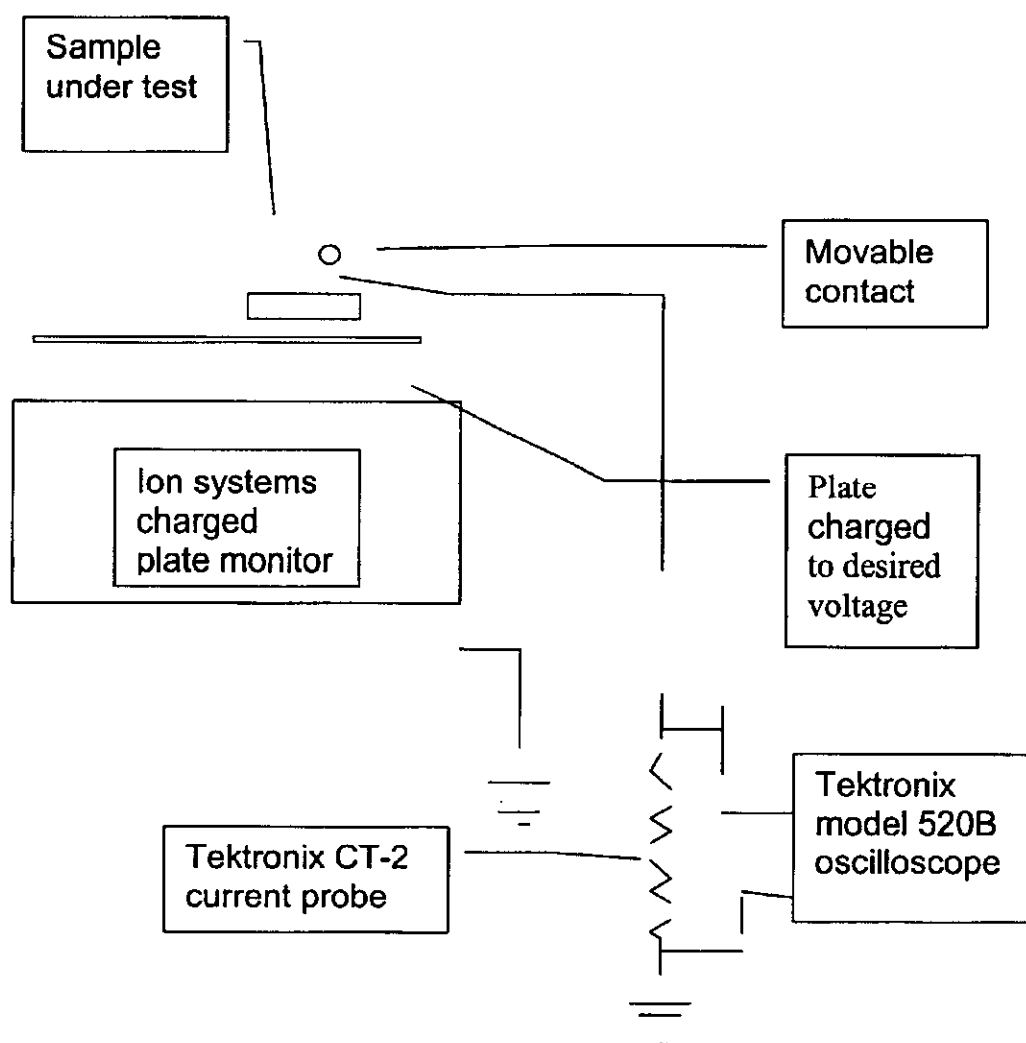 Sample
under test
Movable
contact
Ion systems
charged
plate monitor
Plate
charged
to desired
voltage
Tektronix CT-2
current probe
Tektronix
model 520B
oscilloscope